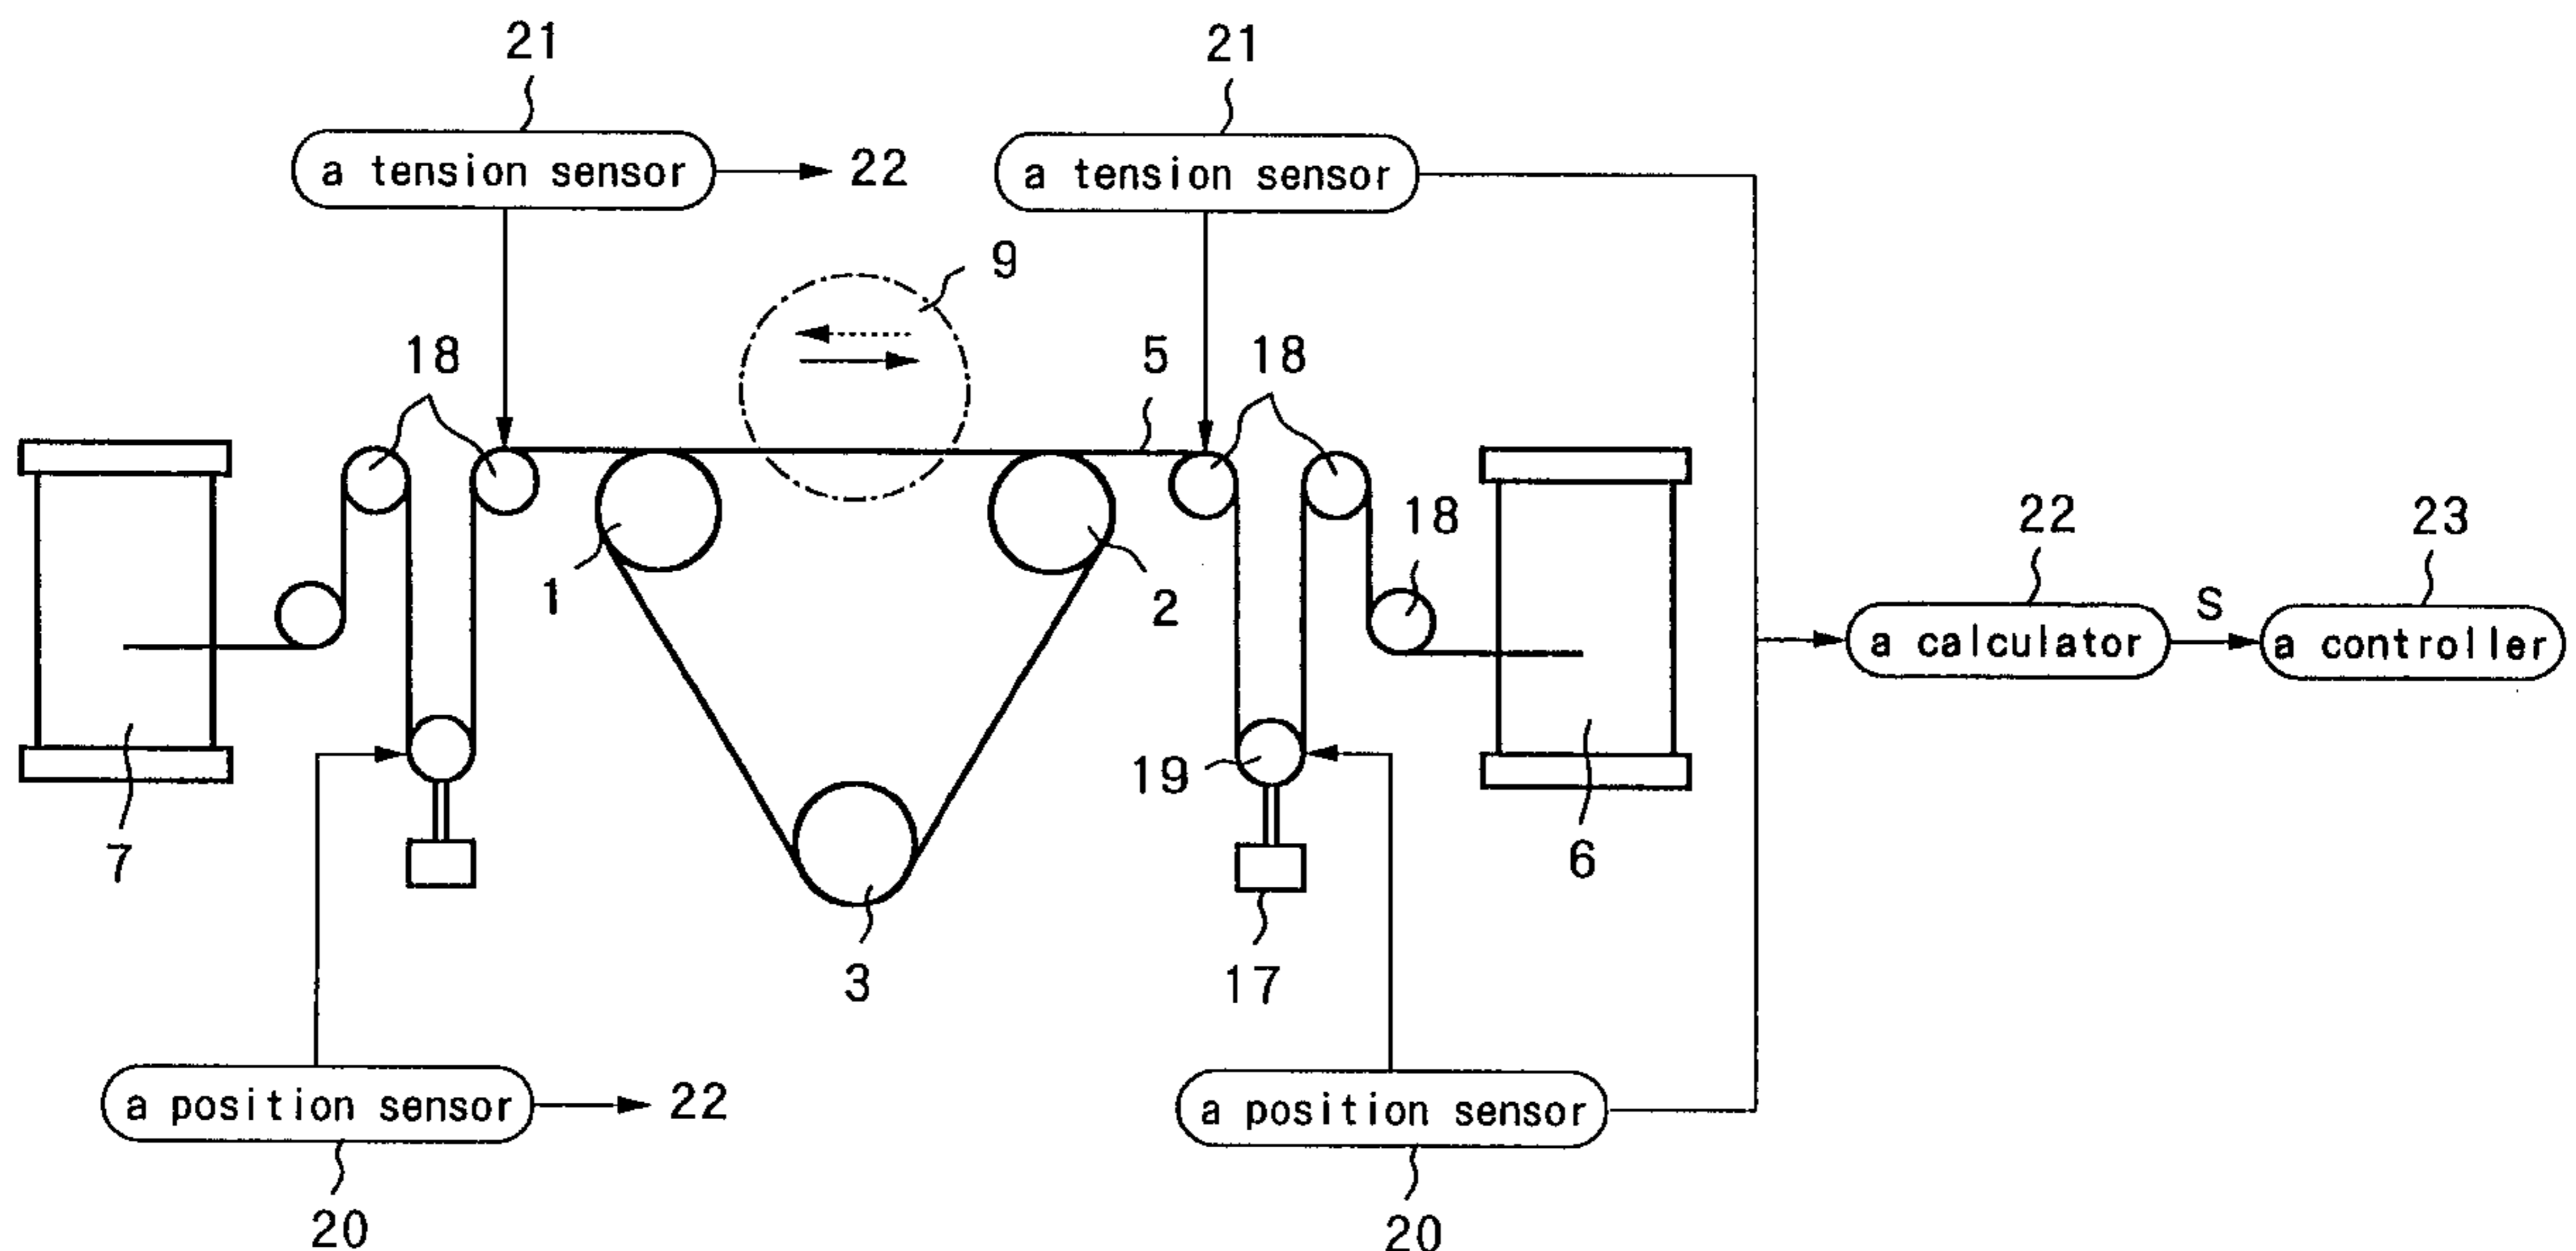 21
21
a tension sensor
22
a tension sensor
9
18
5
18
18
22
23
1
2
S
a calculator
a controller
19
7
6
3
17
a position sensor
22
a position sensor
20
20